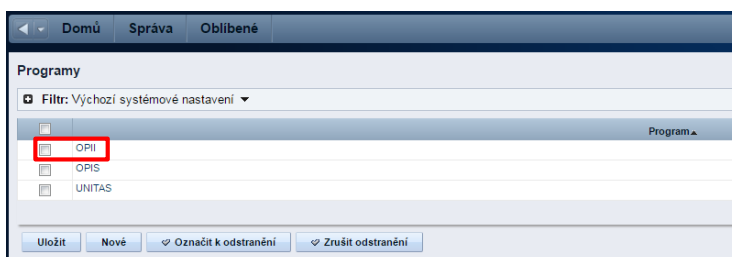 Domů Správa Oblíbené
Programy
Filtr: Výchozí systémové nastavení
Program
OPII
OPIS
UNITAS
Uložit Nové Označit k odstranění Zrušit odstranění